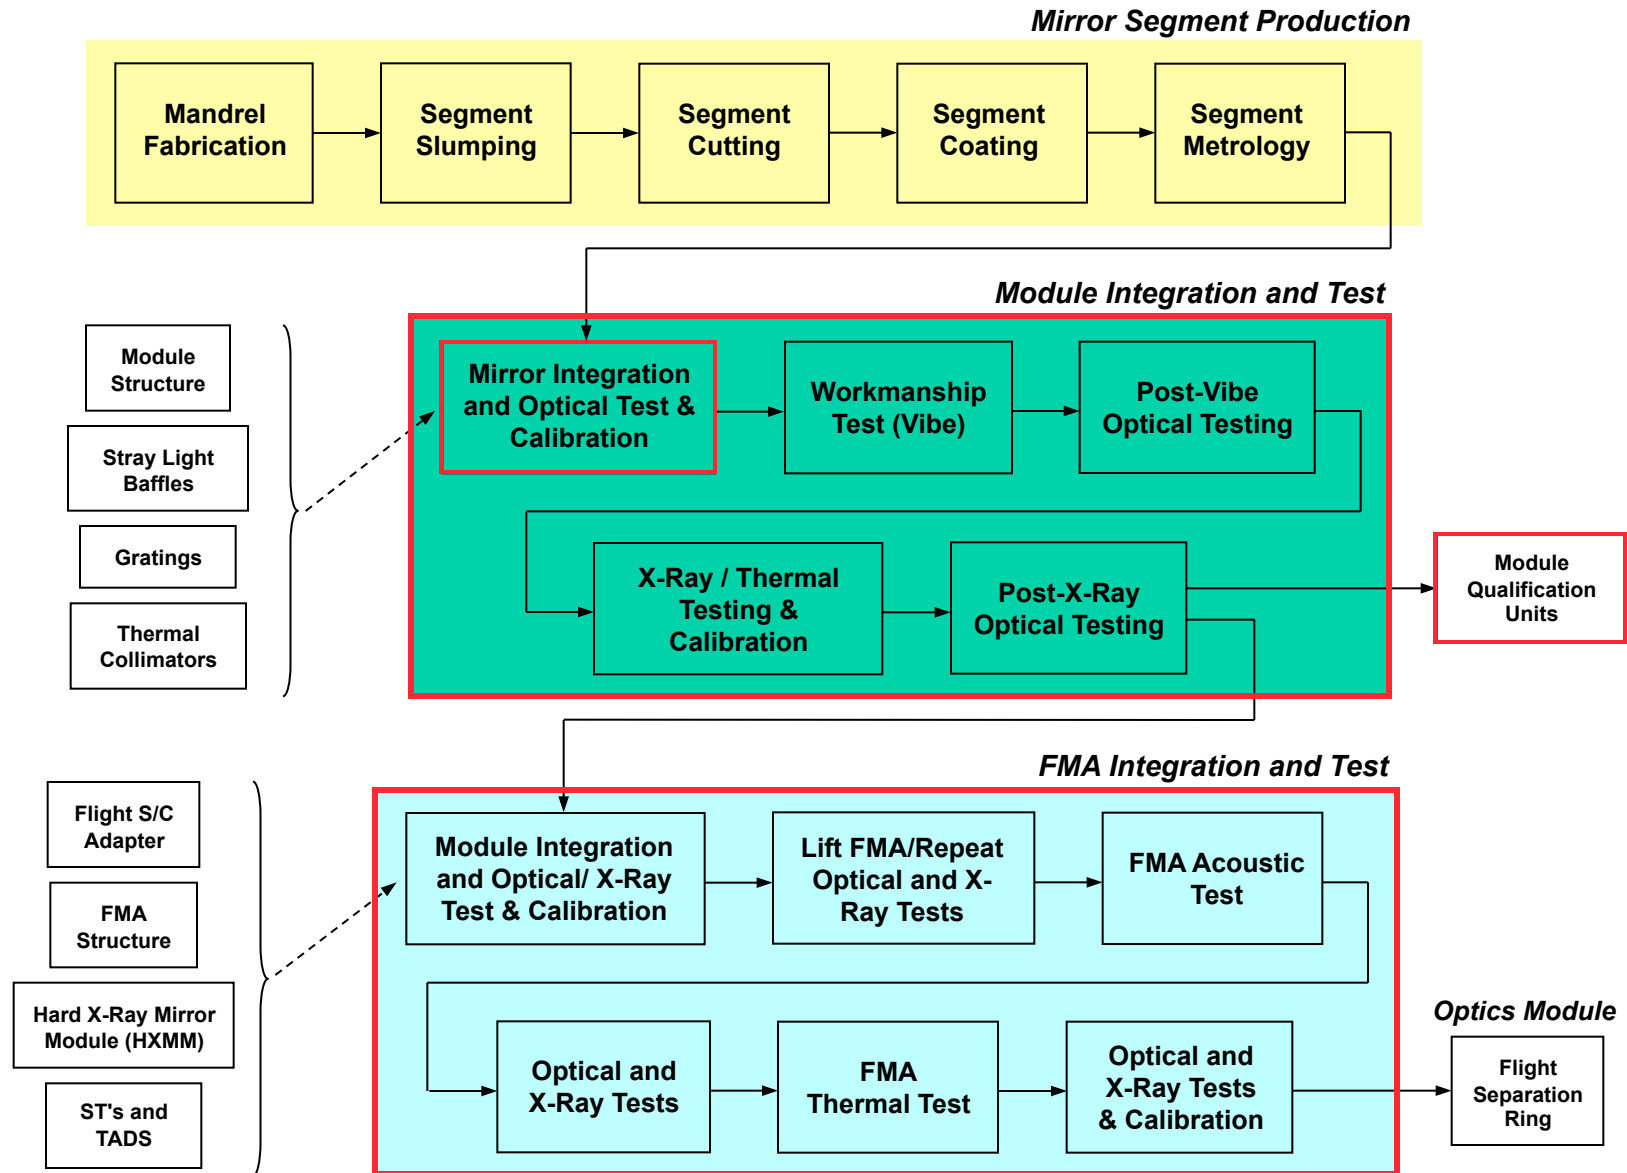 Mirror Segment Production
Mandrel
Fabrication
Segment
Slumping
Segment
Cutting
Segment
Coating
Segment
Metrology
Module Integration and Test
Module
Structure
Stray Light
Baffles
Gratings
Thermal
Collimators
Mirror Integration
and Optical Test &
Calibration
Workmanship
Test (Vibe)
Post-Vibe
Optical Testing
X-Ray / Thermal
Testing &
Calibration
Post-X-Ray
Optical Testing
Module
Qualification
Units
FMA Integration and Test
Flight S/C
Adapter
FMA
Structure
Hard X-Ray Mirror
Module (HXMM)
ST's and
TADS
Module Integration
and Optical/ X-Ray
Test & Calibration
Lift FMA/Repeat
Optical and X-
Ray Tests
FMA Acoustic
Test
Optical and
X-Ray Tests
FMA
Thermal Test
Optical and
X-Ray Tests
& Calibration
Optics Module
Flight
Separation
Ring